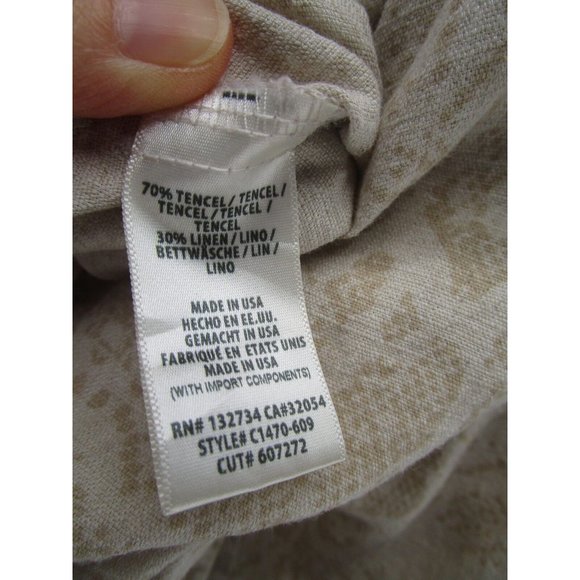 70% TENCEL / TENCEL /
TENCEL / TENCEL /
TENCEL
30% LINEN / LINO /
BETTWÄSCHE / LIN /
LINO
MADE IN USA
HECHO EN EE.UU.
GEMACHT IN USA
FABRIQUÉ EN ETATS UNIS
MADE IN USA
(WITH IMPORT COMPONENTS)
RN# 132734 CA#32054
STYLE# C1470-609
CUT# 607272